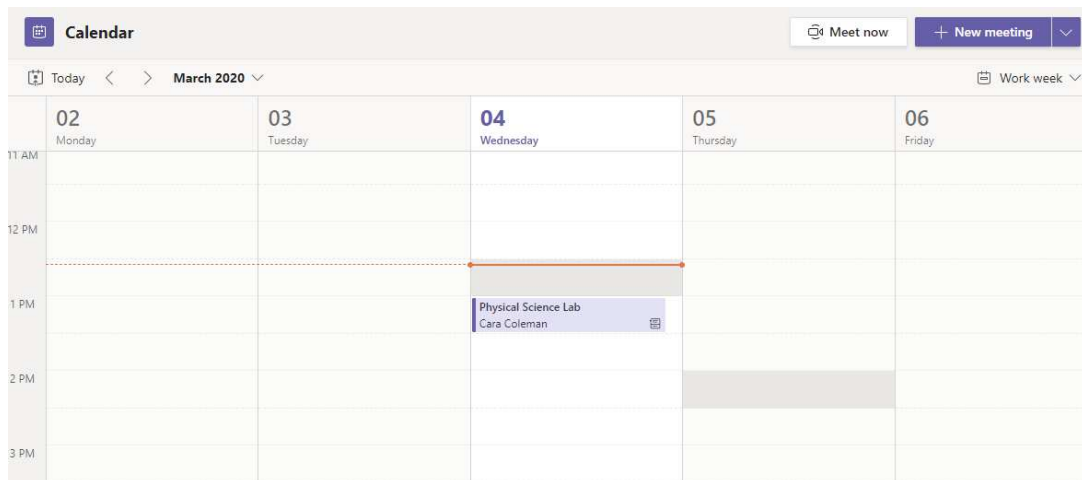 Calendar
Meet now
New meeting
Today
March 2020
Work week
02
03
04
05
06
Monday
Tuesday
Wednesday
Thursday
Friday
11 AM
12 PM
1 PM
Physical Science Lab
Cara Coleman
2 PM
3 PM